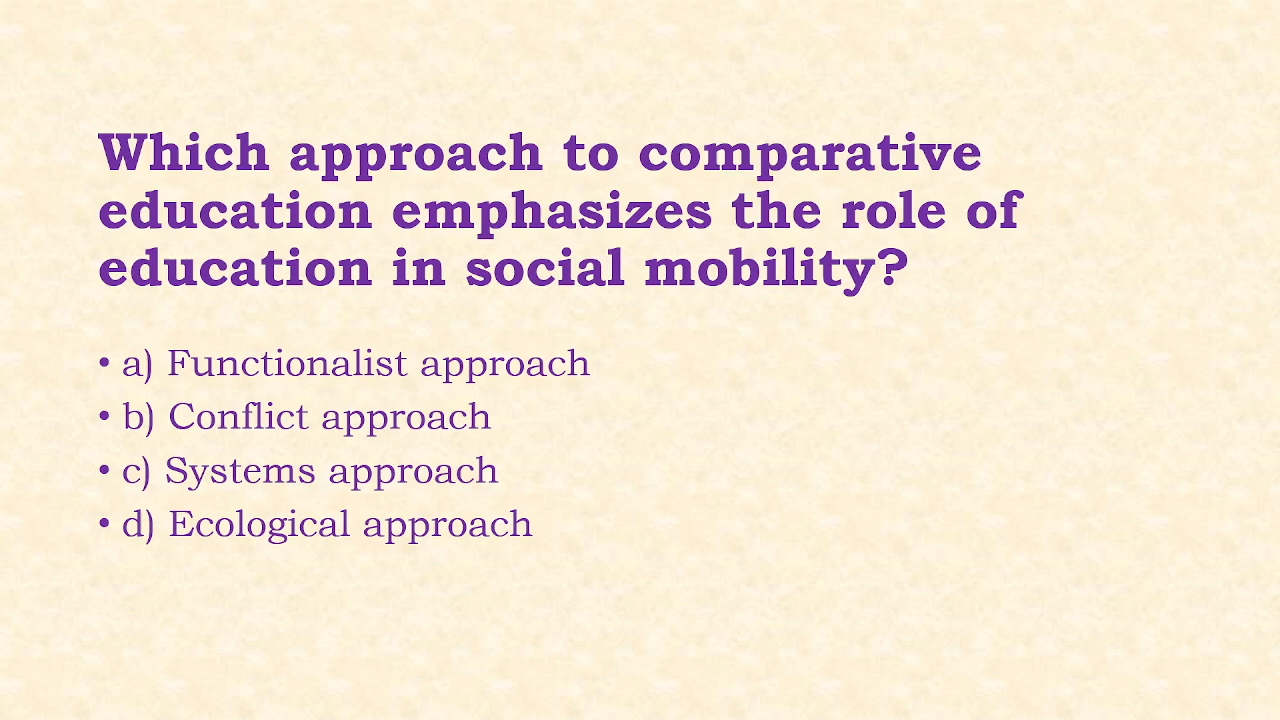 Which approach to comparative
education emphasizes the role of
education in social mobility?
• a) Functionalist approach
• b) Conflict approach
• c) Systems approach
• d) Ecological approach